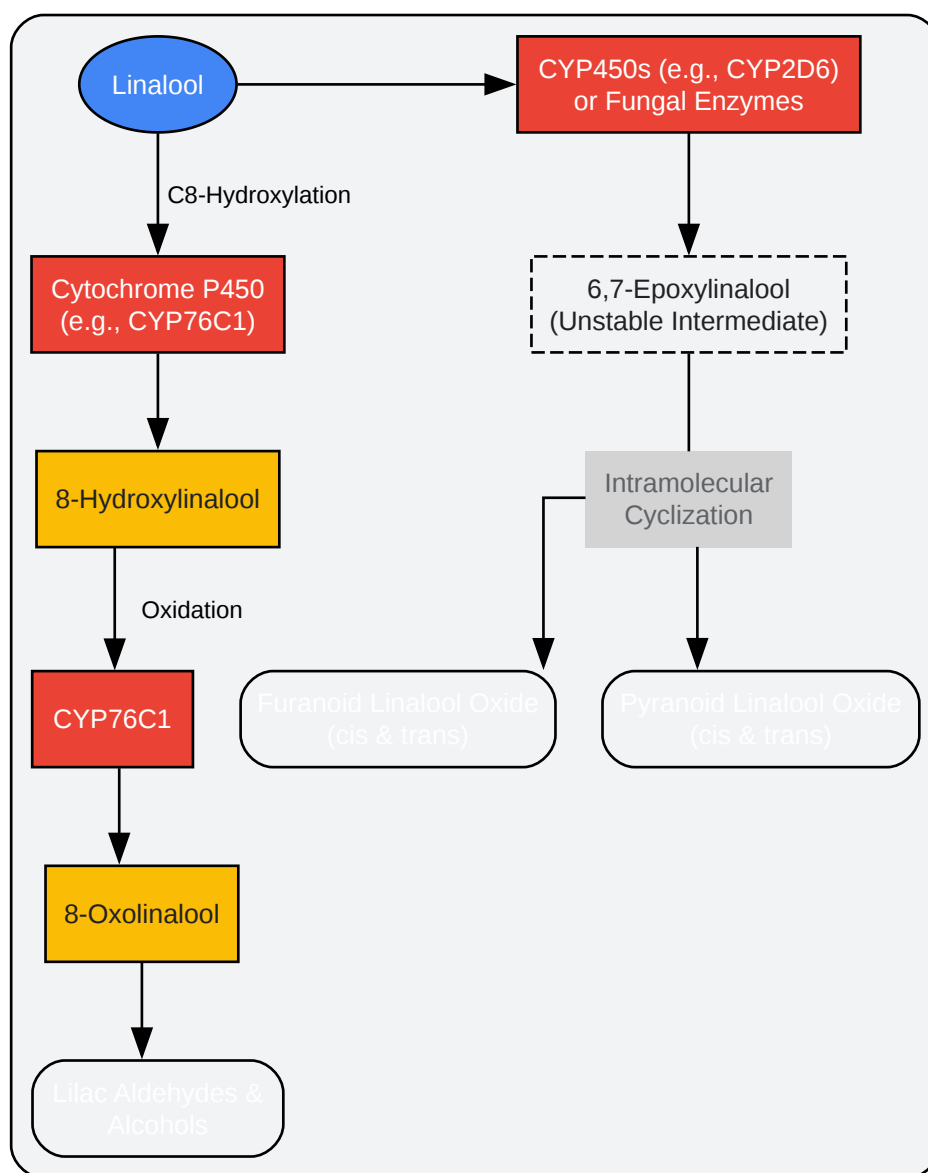 Linalool
CYP450s (e.g., CYP2D6)
or Fungal Enzymes
C8-Hydroxylation
Cytochrome P450
(e.g., CYP76C1)
6,7-Epoxylinalool
(Unstable Intermediate)
8-Hydroxylinalool
Intramolecular
Cyclization
Oxidation
CYP76C1
Furanoid Linalool Oxide
(cis & trans)
Pyranoid Linalool Oxide
(cis & trans)
8-Oxolinalool
Lilac Aldehydes &
Alcohols